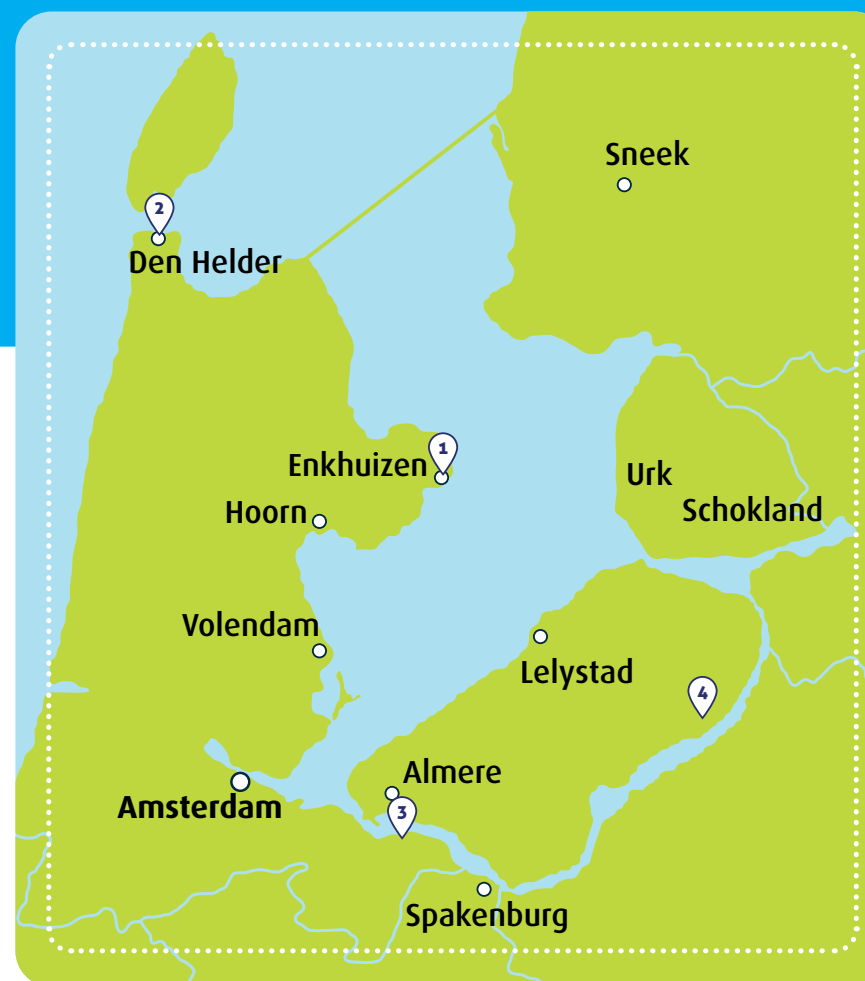 Sneek
2
Den Helder
1
Enkhuizen
Urk
Hoorn
Schokland
Volendam
Lelystad
4
Almere
Amsterdam
3
Spakenburg